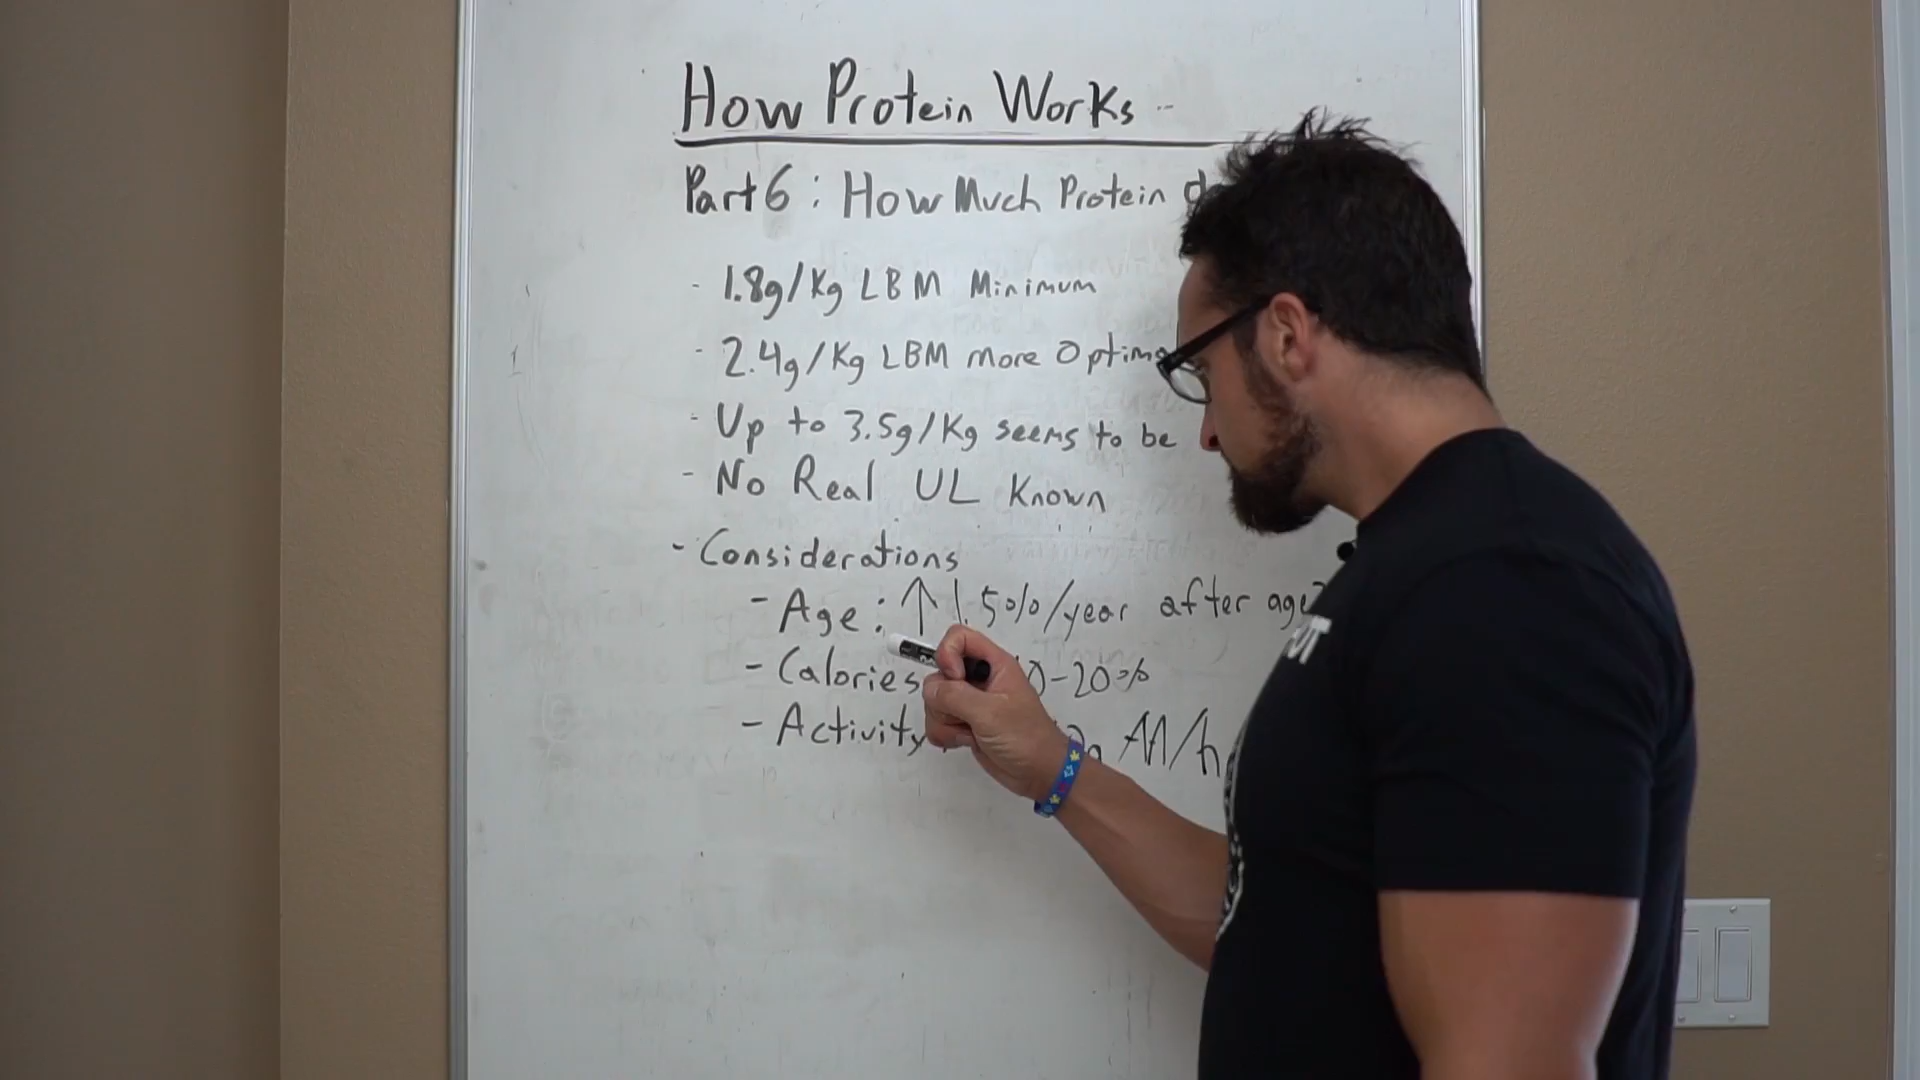 How Protein Works
Part 6: How Much Protein
- 1.8g/Kg LBM Minimum
- 2.4g/Kg LBM more
- Up to 3.5g/Kg seems to be
- No Real UL Known
- Considerations
- Age: ↑ 1.50%/year after age
- Calories
-20%
- Activity
/h